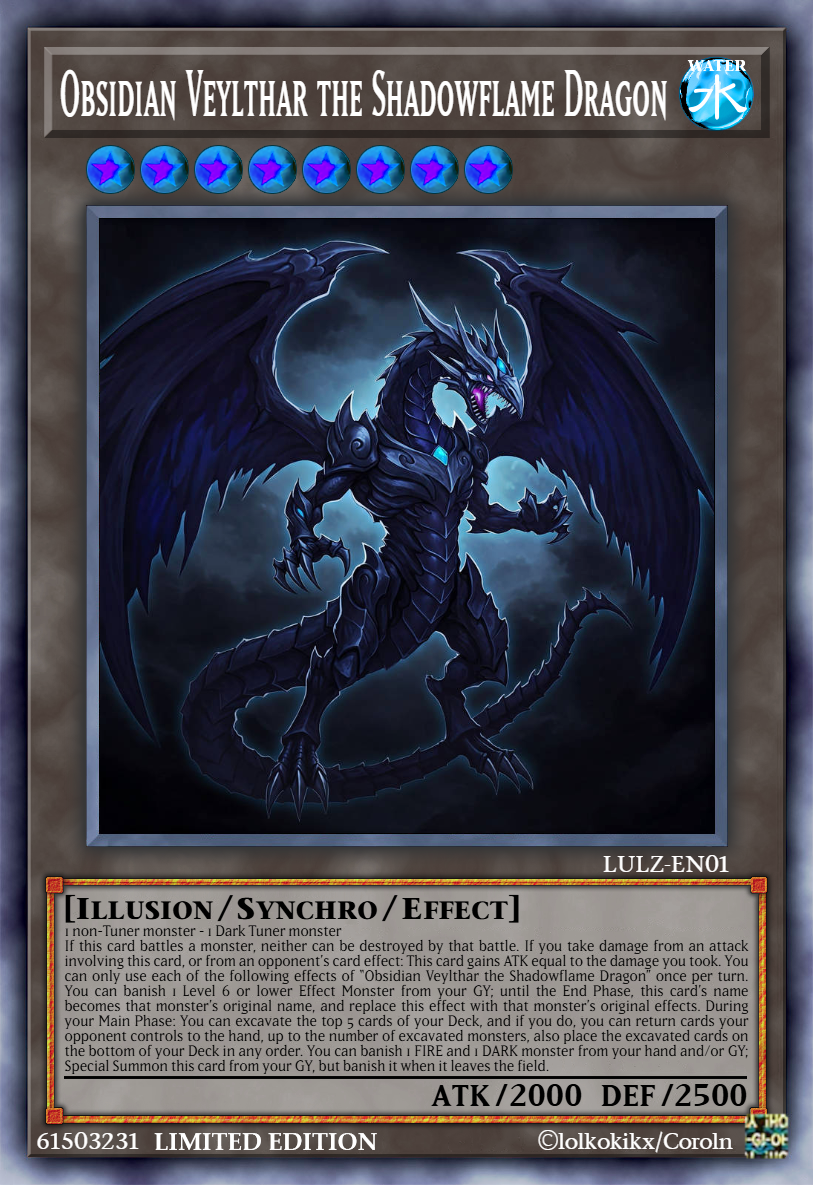 Obsidian Veylthar the Shadowflame Dragon
WATER
水
LULZ-EN01
[Illusion/Synchro/Effect]
1 non-Tuner monster - 1 Dark Tuner monster
If this card battles a monster, neither can be destroyed by that battle. If you take damage from an attack
involving this card, or from an opponent's card effect: This card gains ATK equal to the damage you took. You
can only use each of the following effects of "Obsidian Veylthar the Shadowflame Dragon" once per turn.
You can banish 1 Level 6 or lower Effect Monster from your GY; until the End Phase, this card's name
becomes that monster's original name, and replace this effect with that monster's original effects. During
your Main Phase: You can excavate the top 5 cards of your Deck, and if you do, you can return cards your
opponent controls to the hand, up to the number of excavated monsters, also place the excavated cards on
the bottom of your Deck in any order. You can banish 1 FIRE and 1 DARK monster from your hand and/or GY;
Special Summon this card from your GY, but banish it when it leaves the field.
ATK/2000 DEF/2500
61503231 LIMITED EDITION ©lolkokikx/Coroln